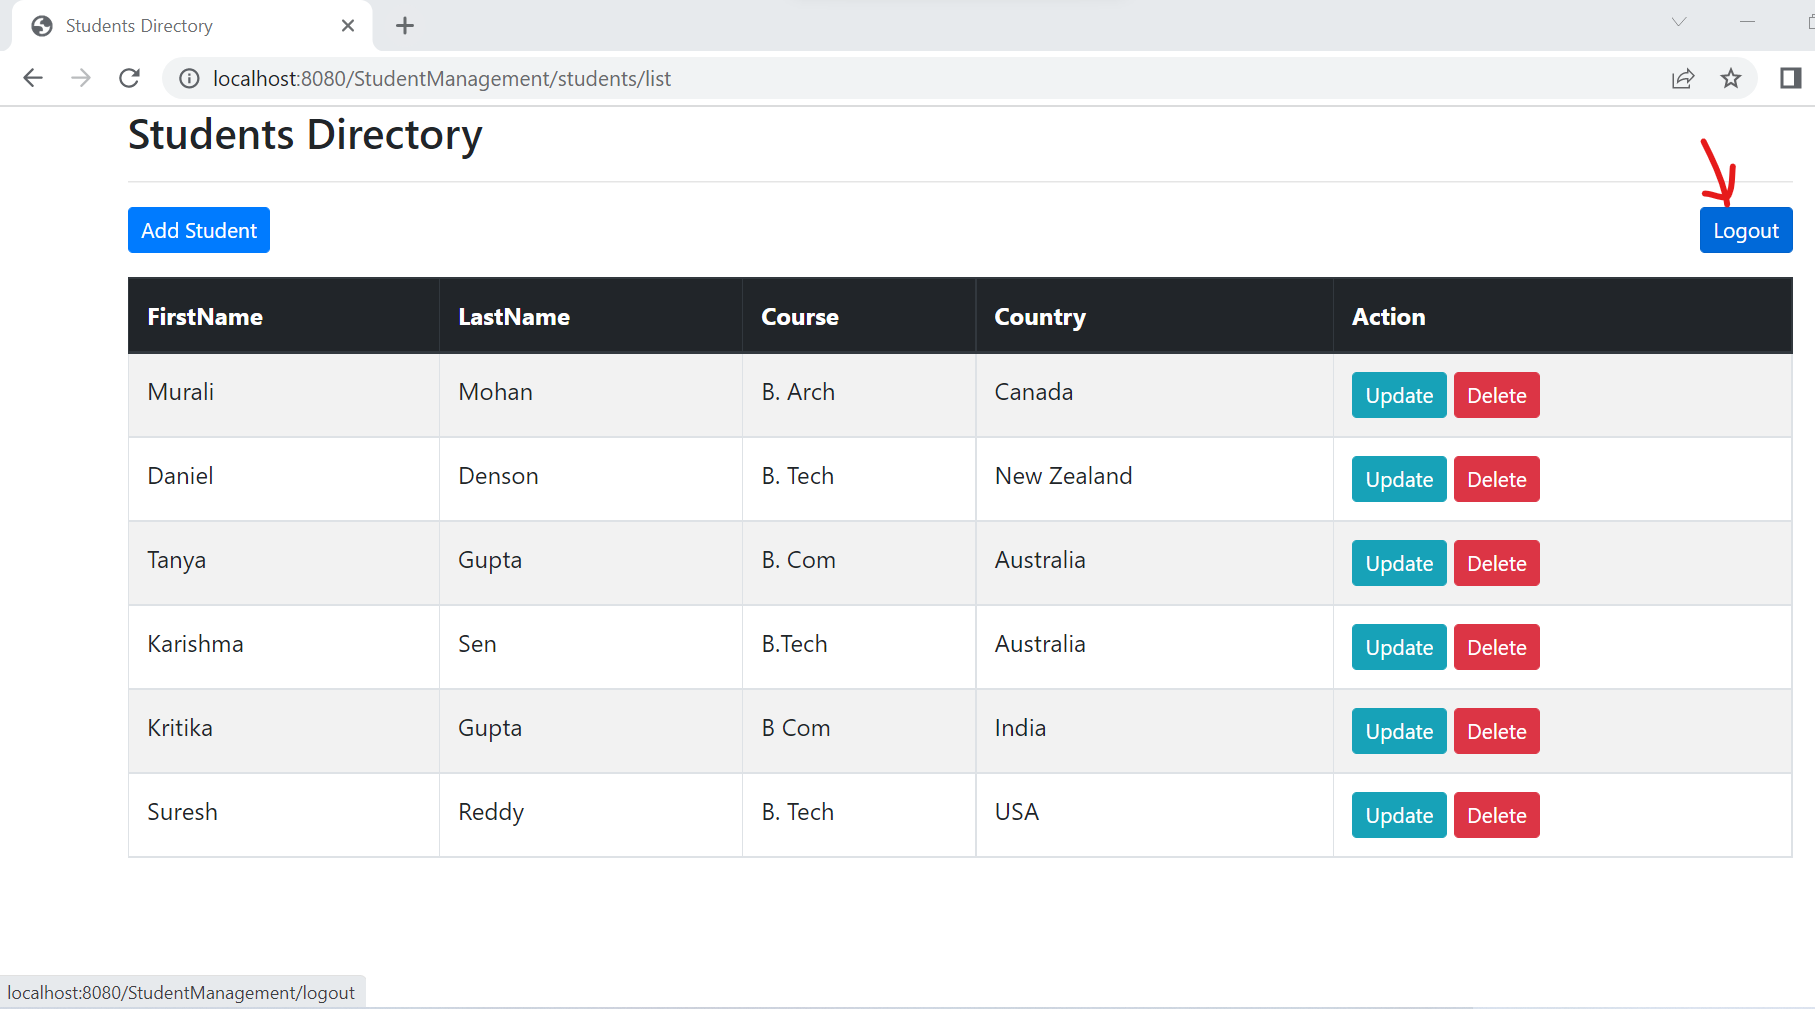 Students Directory
localhost:8080/StudentManagement/students/list
Students Directory
Add Student Logout
FirstName LastName Course Country Action
Murali Mohan B. Arch Canada Update Delete
Daniel Denson B. Tech New Zealand Update Delete
Tanya Gupta B. Com Australia Update Delete
Karishma Sen B.Tech Australia Update Delete
Kritika Gupta B Com India Update Delete
Suresh Reddy B. Tech USA Update Delete
localhost:8080/StudentManagement/logout